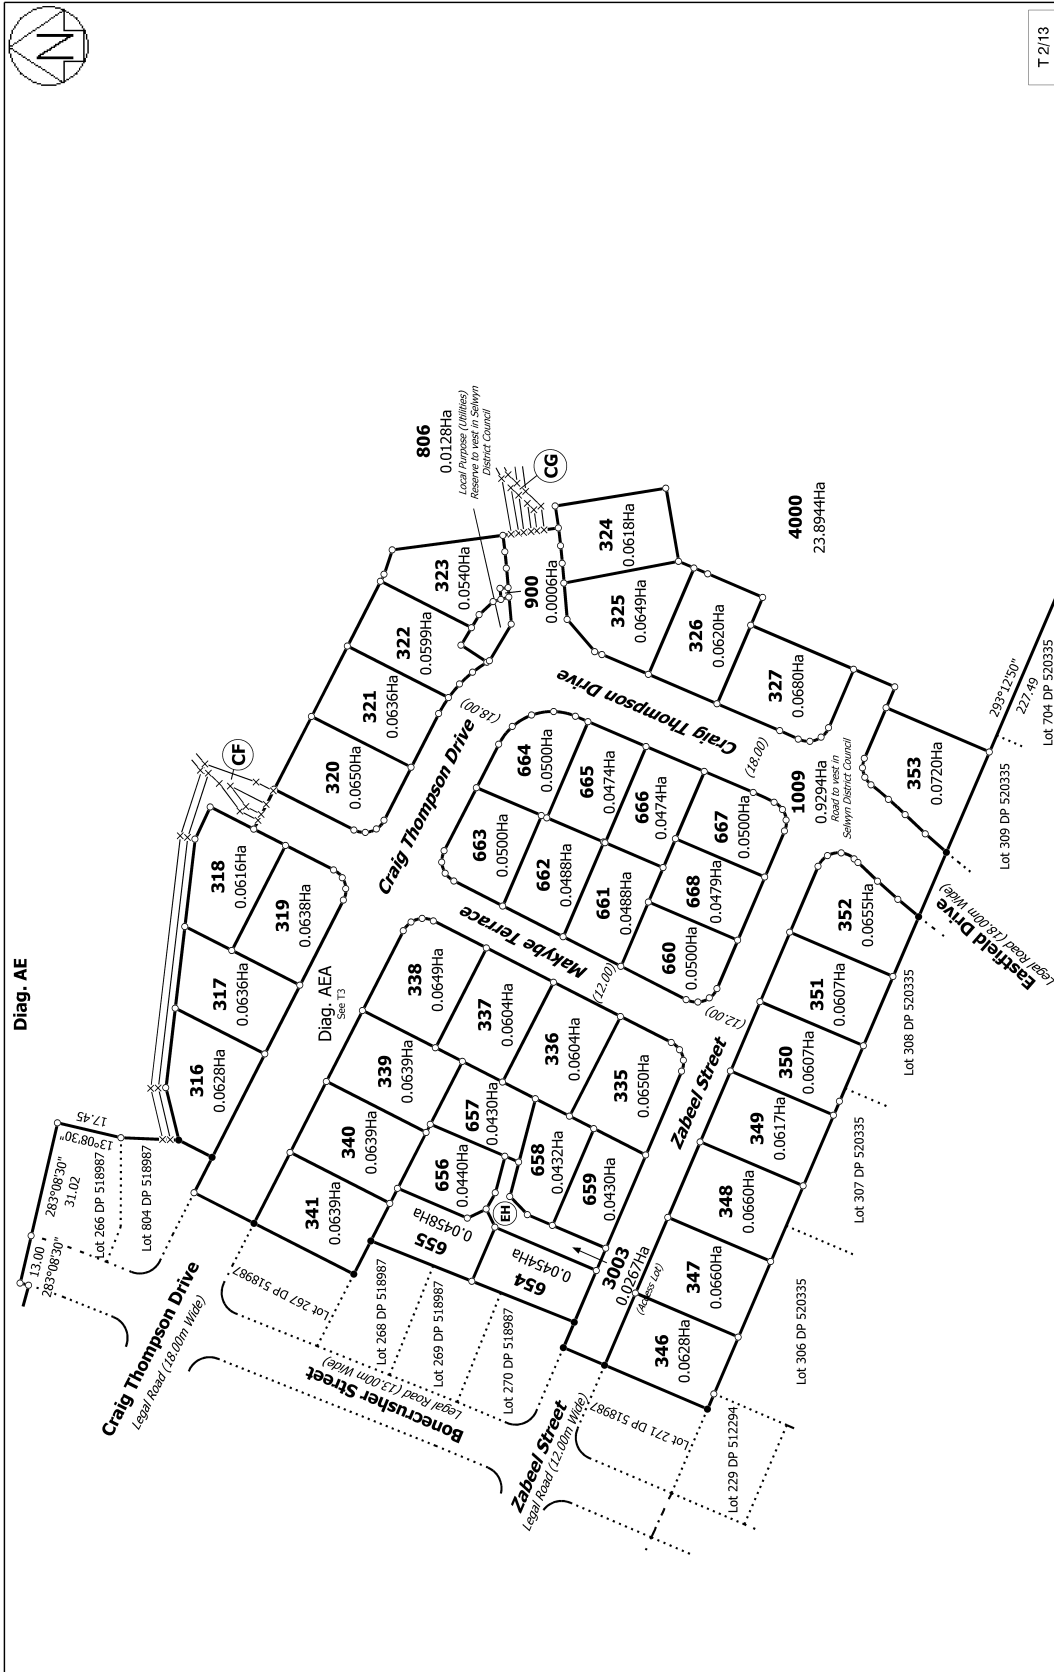 N
Diag. AE
T 2/13
13.00
283°08'30"
283°08'30"
31.02
17.45
13°08'30"
Lot 266 DP 518987
Lot 804 DP 518987
Craig Thompson Drive
Legal Road (18.00m Wide)
316
0.0628Ha
317
0.0636Ha
318
0.0616Ha
319
0.0638Ha
CF
Diag. AEA
See T3
320
0.0650Ha
321
0.0636Ha
322
0.0599Ha
323
0.0540Ha
806
0.0128Ha
Local Purpose (Utilities)
Reserve to vest in Selwyn
District Council
CG
900
0.0006Ha
324
0.0618Ha
325
0.0649Ha
326
0.0620Ha
327
0.0680Ha
4000
23.8944Ha
Craig Thompson Drive
(18.00)
Craig Thompson Drive
(18.00)
341
0.0639Ha
340
0.0639Ha
339
0.0639Ha
338
0.0649Ha
337
0.0604Ha
336
0.0604Ha
335
0.0650Ha
Makybe Terrace
(12.00)
663
0.0500Ha
664
0.0500Ha
662
0.0488Ha
665
0.0474Ha
661
0.0488Ha
666
0.0474Ha
660
0.0500Ha
668
0.0479Ha
667
0.0500Ha
1009
0.9294Ha
Road to vest in
Selwyn District Council
656
0.0440Ha
657
0.0430Ha
658
0.0432Ha
659
0.0430Ha
655
0.0458Ha
654
0.0454Ha
EH
3003
0.0267Ha
(Access Lot)
Lot 267 DP 518987
Lot 268 DP 518987
Lot 269 DP 518987
Lot 270 DP 518987
Bonecrusher Street
Legal Road (13.00m Wide)
Zabeel Street
Legal Road (12.00m Wide)
Lot 271 DP 518987
Lot 229 DP 512294
Zabeel Street
(12.00)
346
0.0628Ha
347
0.0660Ha
348
0.0660Ha
349
0.0617Ha
350
0.0607Ha
351
0.0607Ha
352
0.0655Ha
353
0.0720Ha
Lot 306 DP 520335
Lot 307 DP 520335
Lot 308 DP 520335
Eastfield Drive
Legal Road (18.00m Wide)
Lot 309 DP 520335
293°12'50"
227.49
Lot 704 DP 520335